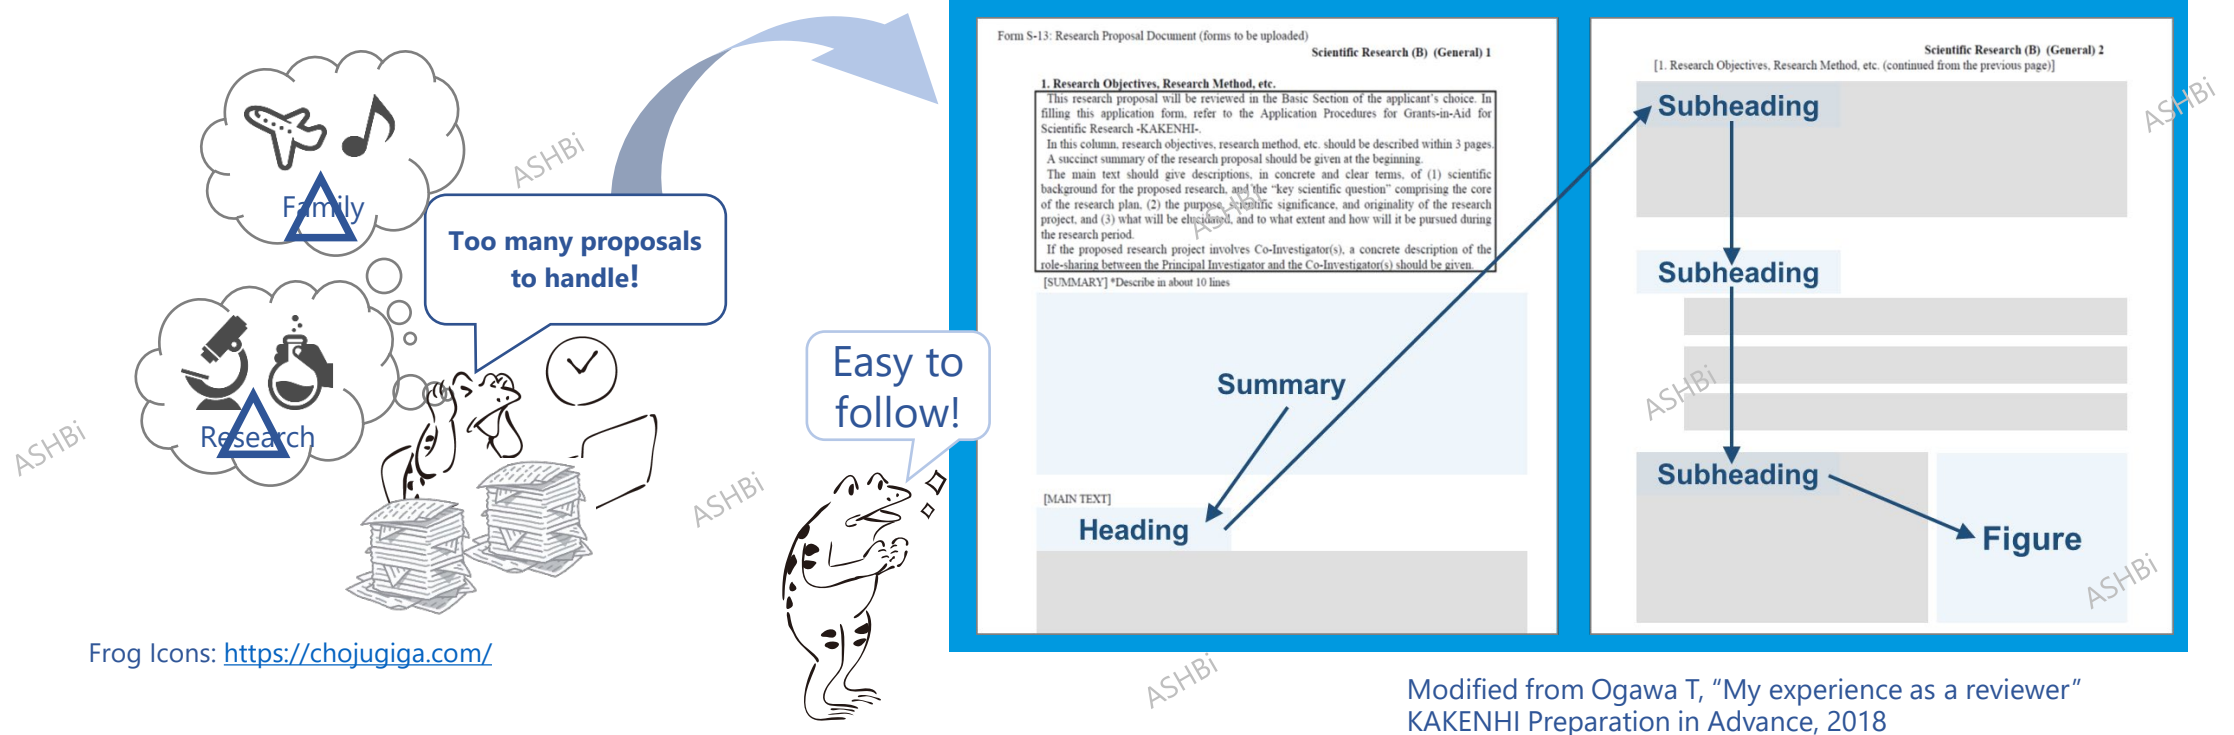 Family
Research
Too many proposals
to handle!
Easy to
follow!
Frog Icons: https://chojugiga.com/
Form S-13: Research Proposal Document (forms to be uploaded)
Scientific Research (B) (General) 1
1. Research Objectives, Research Method, etc.
This research proposal will be reviewed in the Basic Section of the applicant's choice. In
filling this application form, refer to the Application Procedures for Grants-in-Aid for
Scientific Research -KAKENHI-.
In this column, research objectives, research method, etc. should be described within 3 pages.
A succinct summary of the research proposal should be given at the beginning.
The main text should give descriptions, in concrete and clear terms, of (1) scientific
background for the proposed research, and the "key scientific question" comprising the core
of the research plan, (2) the purpose, scientific significance, and originality of the research
project, and (3) what will be elucidated, and to what extent and how will it be pursued during
the research period.
If the proposed research project involves Co-Investigator(s), a concrete description of the
role-sharing between the Principal Investigator and the Co-Investigator(s) should be given.
[SUMMARY] *Describe in about 10 lines
Summary
[MAIN TEXT]
Heading
Scientific Research (B) (General) 2
[1. Research Objectives, Research Method, etc. (continued from the previous page)]
Subheading
Subheading
Subheading
Figure
Modified from Ogawa T, “My experience as a reviewer”
KAKENHI Preparation in Advance, 2018
ASHBi
ASHBi
ASHBi
ASHBi
ASHBi
ASHBi
ASHBi
ASHBi